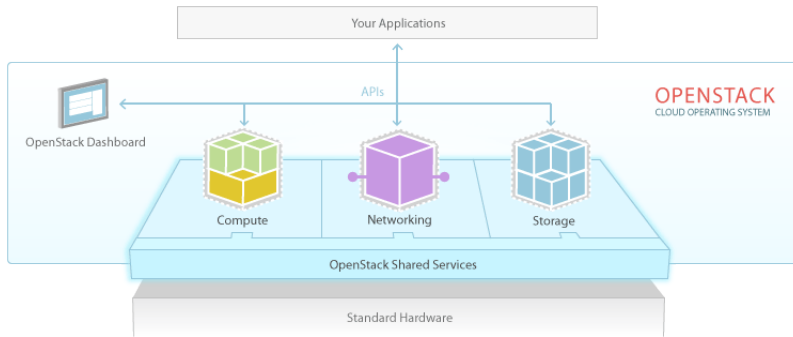 Your Applications
APIs
OPENSTACK
CLOUD OPERATING SYSTEM
OpenStack Dashboard
Compute
Networking
Storage
OpenStack Shared Services
Standard Hardware